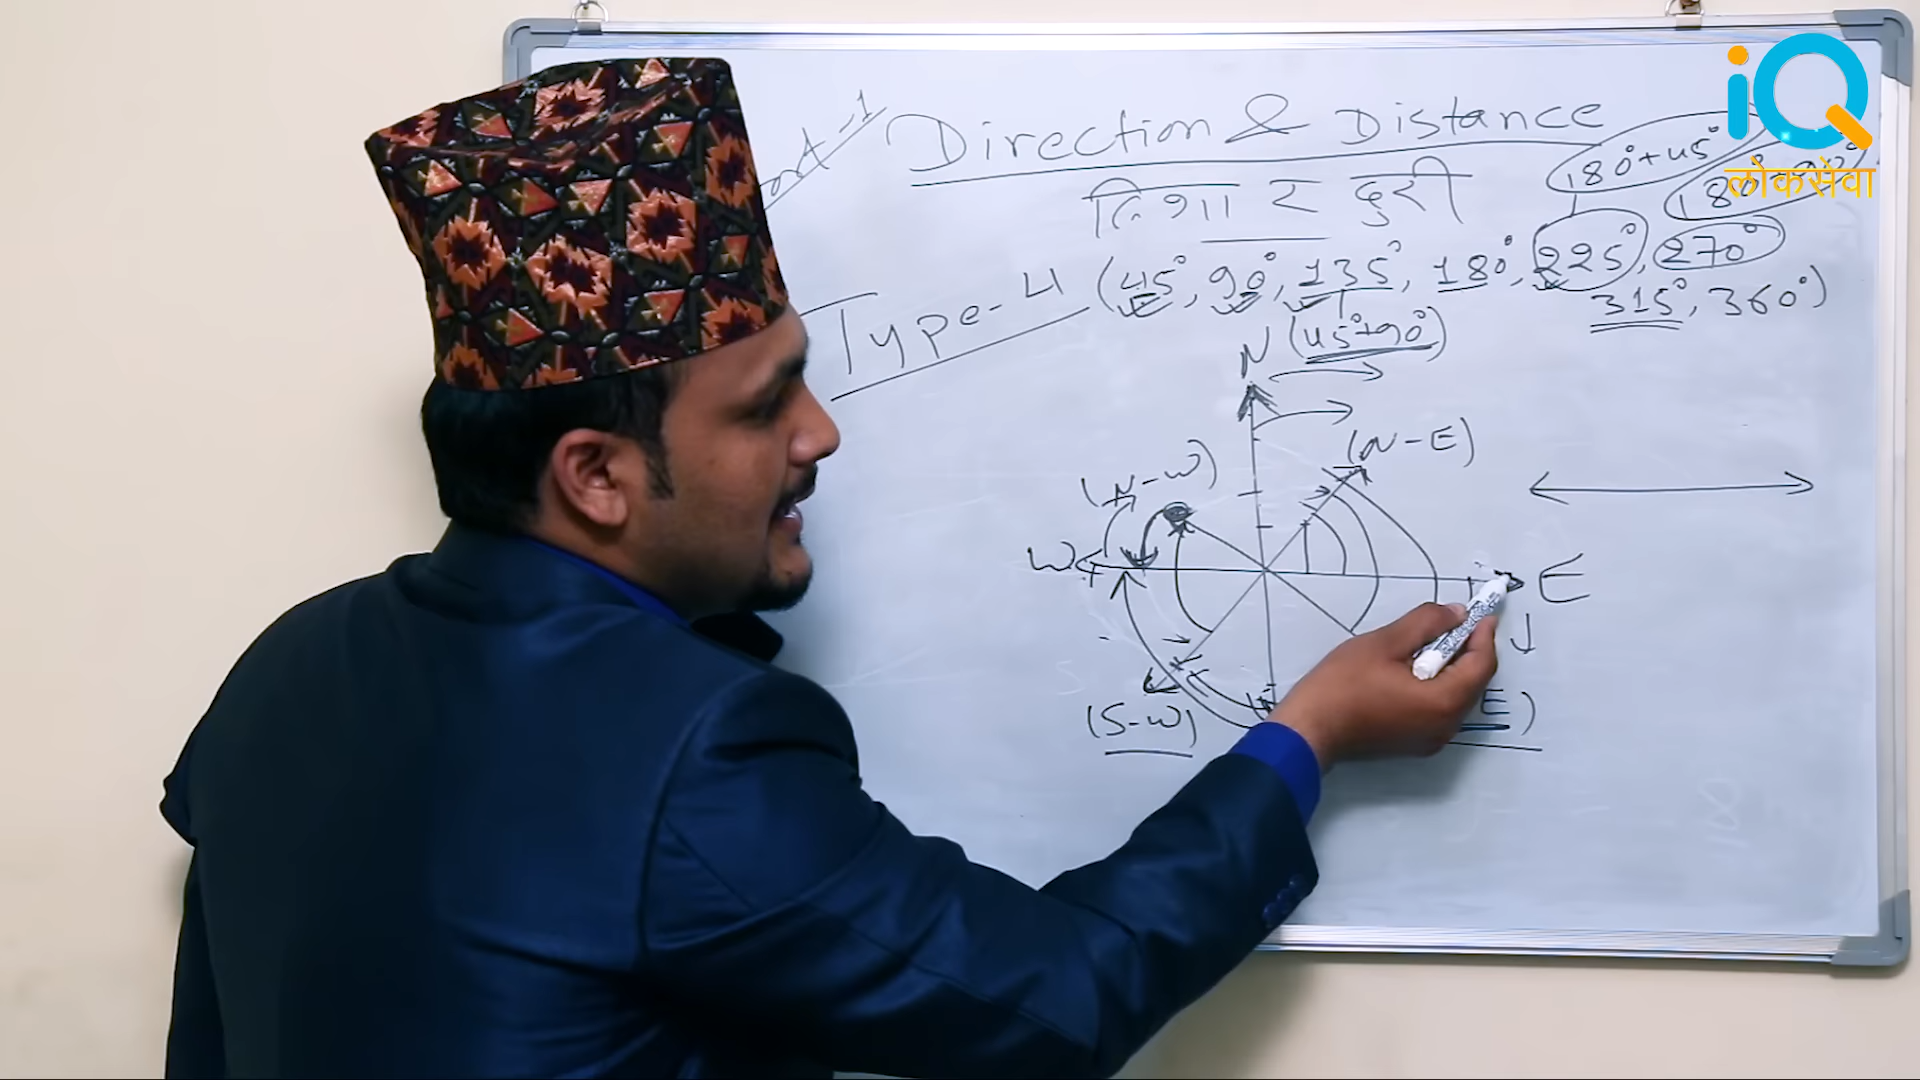 iQ
लोकसेवा
Direction & Distance
180°+45°
दिशा र दुरी
Type-4 (45°, 90°, 135°, 180°, 225°, 270°
315°, 360°)
N (45°+90°)
(N-E)
(N-W)
W
E
(S-W)
E)